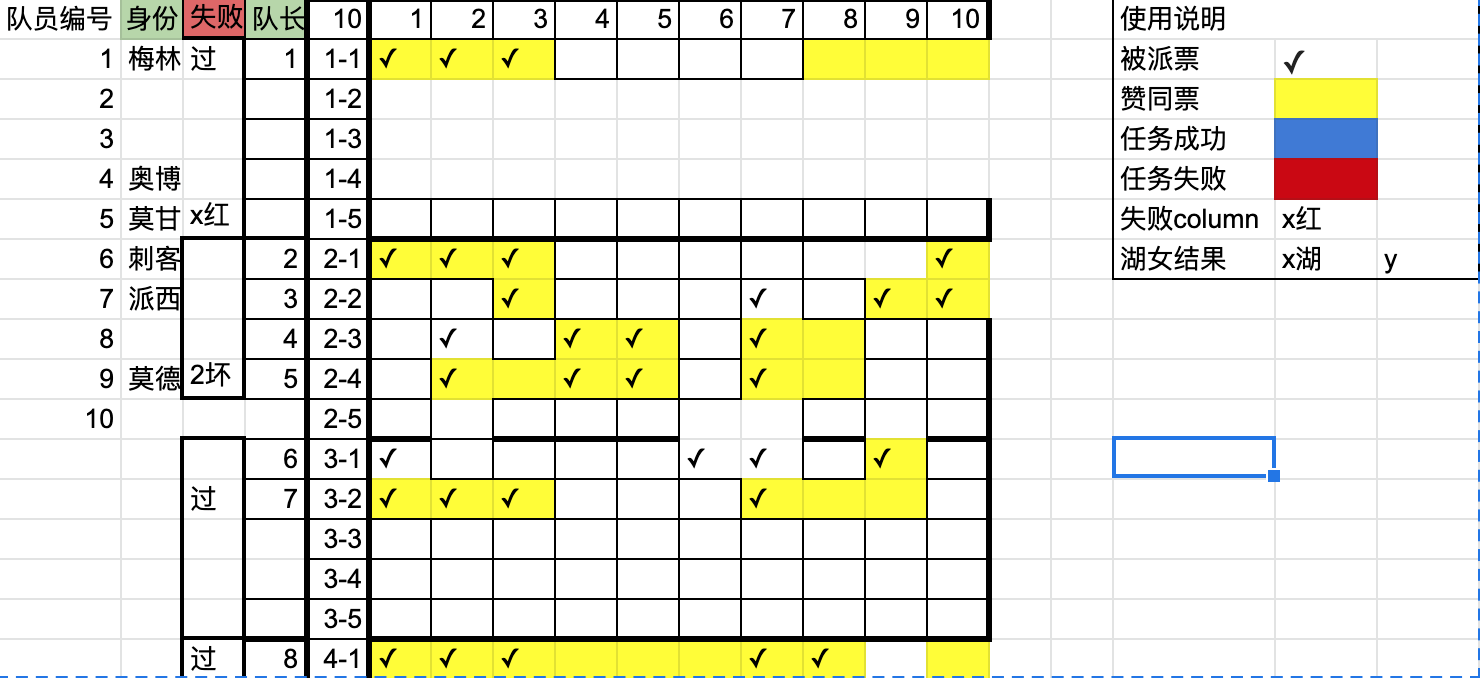 队员编号 身份 失败 队长 10 1 2 3 4 5 6 7 8 9 10 使用说明
1 梅林 过 1 1-1 ✓ ✓ ✓ 被派票 ✓
2 1-2 赞同票
3 1-3 任务成功
4 奥博 1-4 任务失败
5 莫甘 x红 1-5 失败column x红
6 刺客 2 2-1 ✓ ✓ ✓ ✓ 湖女结果 x湖 y
7 派西 3 2-2 ✓ ✓ ✓ ✓
8 4 2-3 ✓ ✓ ✓ ✓
9 莫德 2坏 5 2-4 ✓ ✓ ✓ ✓
10 2-5
6 3-1 ✓ ✓ ✓ ✓
过 7 3-2 ✓ ✓ ✓ ✓
3-3
3-4
3-5
过 8 4-1 ✓ ✓ ✓ ✓ ✓